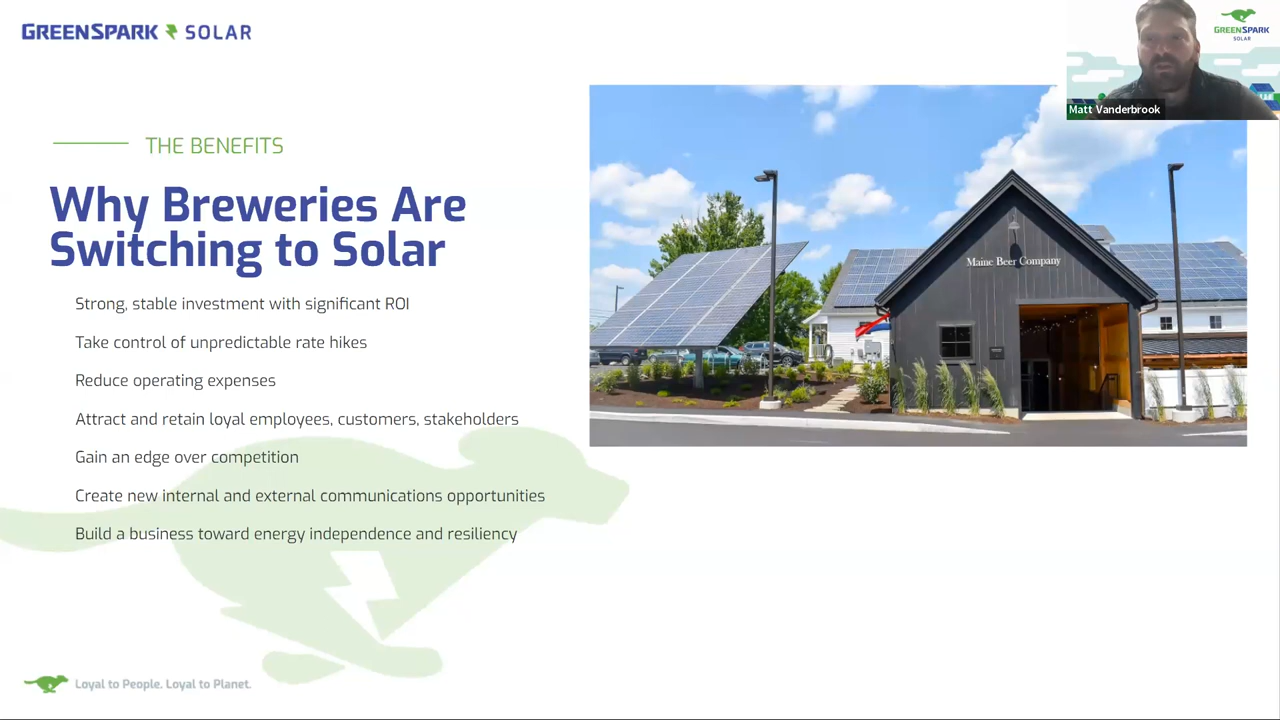 GREENSPARK SOLAR
GREENSPARK
SOLAR
Matt Vanderbrook
THE BENEFITS
Why Breweries Are
Switching to Solar
Maine Beer Company
Strong, stable investment with significant ROI
Take control of unpredictable rate hikes
Reduce operating expenses
Attract and retain loyal employees, customers, stakeholders
Gain an edge over competition
Create new internal and external communications opportunities
Build a business toward energy independence and resiliency
Loyal to People. Loyal to Planet.